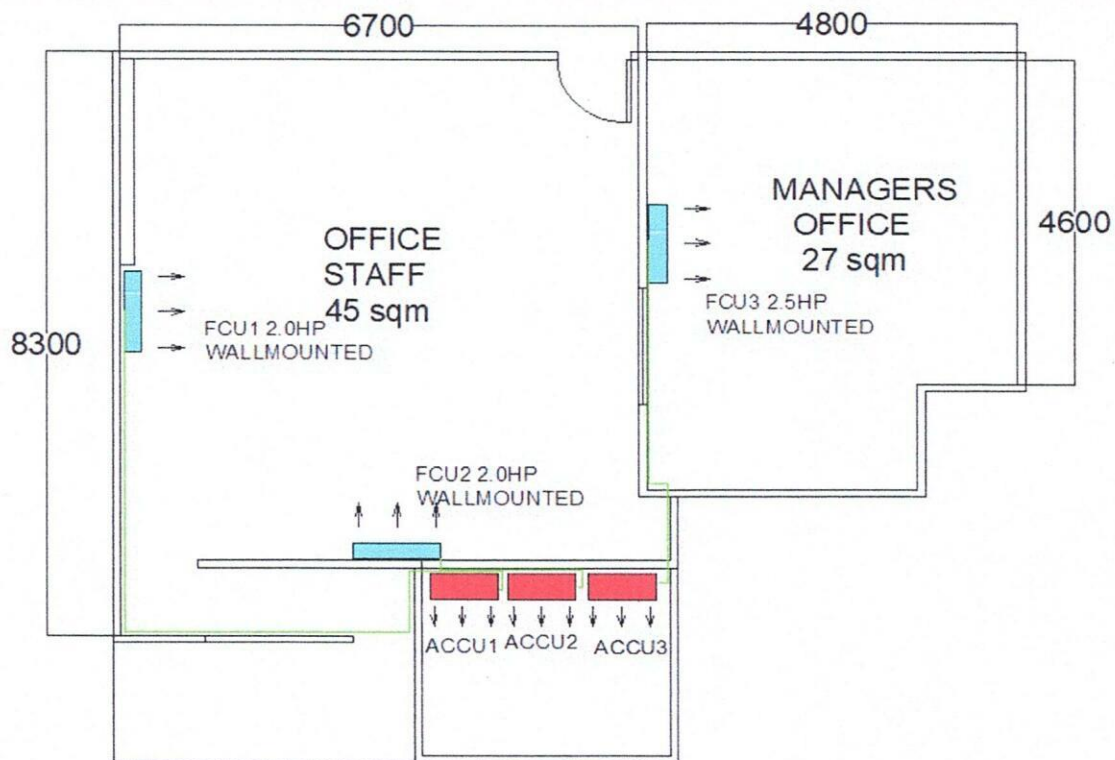 6700
4800
OFFICE
STAFF
45 sqm
MANAGERS
OFFICE
27 sqm
4600
8300
FCU1 2.0HP
WALLMOUNTED
FCU3 2.5HP
WALLMOUNTED
FCU2 2.0HP
WALLMOUNTED
ACCU1
ACCU2
ACCU3